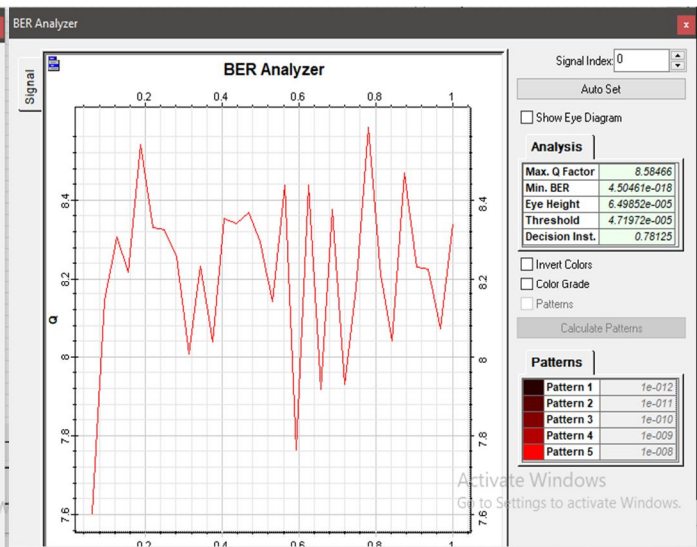 BER Analyzer
x
Signal
BER Analyzer
0.2 0.4 0.6 0.8 1
8.4 8.4
8.2 8.2
Q
8 8
7.8 7.8
7.6 7.6
0.2 0.4 0.6 0.8 1
Signal Index: 0
Auto Set
Show Eye Diagram
Analysis
Max. Q Factor 8.58466
Min. BER 4.50461e-018
Eye Height 6.49852e-005
Threshold 4.71972e-005
Decision Inst. 0.78125
Invert Colors
Color Grade
Patterns
Calculate Patterns
Patterns
Pattern 1 1e-012
Pattern 2 1e-011
Pattern 3 1e-010
Pattern 4 1e-009
Pattern 5 1e-008
Activate Windows
Go to Settings to activate Windows.